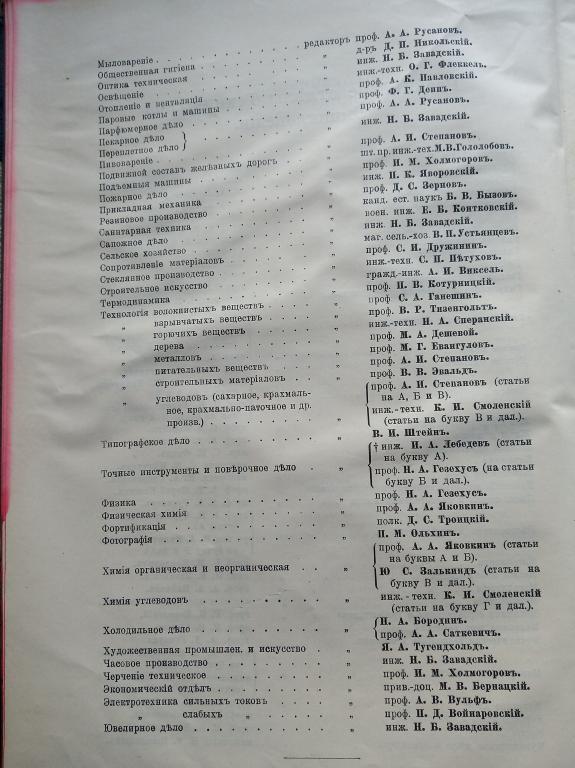 Мыловареніе . . . . . . . . . . редакторъ проф. А. А. Русановъ.
Общественная гигіена . . . . . . . . „ д-ръ Д. П. Никольскій.
Оптика техническая . . . . . . . . „ инж. Н. Б. Завадскій.
Освѣщеніе . . . . . . . . „ инж.-техн. О. Г. Флеккель.
Отопленіе и вентиляція . . . . . . . . „ проф. А. К. Павловскій.
Паровые котлы и машины . . . . . . . . „ проф. Ф. Г. Деппъ.
Парфюмерное дѣло . . . . . . . . „ проф. А. А. Русановъ.
Пекарное дѣло }
Переплетное дѣло } . . . . . . . . „ инж. Н. Б. Завадскій.
Пивовареніе . . . . . . . . „ проф. А. И. Степановъ.
Подвижной составъ желѣзныхъ дорогъ . . . „ шт. пр. инж.-тех. М. В. Гололобовъ.
Подъемныя машины . . . . . . . . „ проф. И. М. Холмогоровъ.
Пожарное дѣло . . . . . . . . „ инж. П. К. Яворовскій.
Прикладная механика . . . . . . . . „ проф. Д. С. Зерновъ.
Резиновое производство . . . . . . . . „ канд. ест. наукъ Б. В. Бызовъ.
Санитарная техника . . . . . . . . „ воен. инж. Е. Б. Контковскій.
Сапожное дѣло . . . . . . . . „ инж. Н. Б. Завадскій.
Сельское хозяйство . . . . . . . . „ маг. сель.-хоз. В. П. Устьянцевъ.
Сопротивленіе матеріаловъ . . . . . . . . „ проф. С. И. Дружининъ.
Стеклянное производство . . . . . . . . „ инж.-техн. С. П. Пѣтуховъ.
Строительное искусство . . . . . . . . „ гражд.-инж. А. И. Виксель.
Термодинамика . . . . . . . . „ проф. П. В. Котурницкій.
Технологія волокнистыхъ веществъ . . . . „ проф С. А. Ганешинъ.
„ взрывчатыхъ веществъ . . . . „ проф. В. Р. Тизенгольтъ.
„ горючихъ веществъ . . . . „ инж.-техн. Н. А. Сперанскій.
„ дерева . . . . „ проф. М. А. Дешевой.
„ металловъ . . . . „ проф. М. Г. Евангуловъ.
„ питательныхъ веществъ . . . . „ проф. А. И. Степановъ.
„ строительныхъ матеріаловъ . . „ проф. В. В. Эвальдъ.
„ углеводовъ (сахарное, крахмаль- { проф. А. И. Степановъ (статьи
ное, крахмально-паточное и др. на А, Б и В).
произв.) . . . . . . . . „ инж.-техн. К. И. Смоленскій
(статьи на букву В и дал.).
Типографское дѣло . . . . . . . . „ В. И. Штейнъ.
{ † инж. И. А. Лебедевъ (статьи
на букву А).
Точные инструменты и повѣрочное дѣло . „ проф. Н. А. Гезехусъ (на статьи
букву Б и дал.).
Физика . . . . . . . . „ проф. Н. А. Гезехусъ.
Физическая химія . . . . . . . . „ проф. А. А. Яковкинъ.
Фортификація . . . . . . . . „ полк. Д. С. Троицкій.
Фотографія . . . . . . . . „ П. М. Ольхинъ.
{ проф. А. А. Яковкинъ (статьи
на буквы А и Б).
Химія органическая и неорганическая . . „ Ю С. Залькиндъ (статьи на
букву В и дал.).
Химія углеводовъ . . . . . . . . „ инж. - техн. К. И. Смоленскій
(статьи на букву Г и дал.).
Холодильное дѣло . . . . . . . . „ { Н. А. Бородинъ.
проф. А. А. Саткевичъ.
Художественная промышлен. и искусство . „ Я. А. Тугендхольдъ.
Часовое производство . . . . . . . . „ инж. Н. Б. Завадскій.
Черченіе техническое . . . . . . . . „ проф. И. М. Холмогоровъ.
Экономическій отдѣлъ . . . . . . . . „ прив.-доц. М. В. Бернацкій.
Электротехника сильныхъ токовъ . . . . „ проф. А. В. Вульфъ.
„ слабыхъ „ . . . . „ проф. П. Д. Войнаровскій.
Ювелирное дѣло . . . . . . . . „ инж. Н. Б. Завадскій.